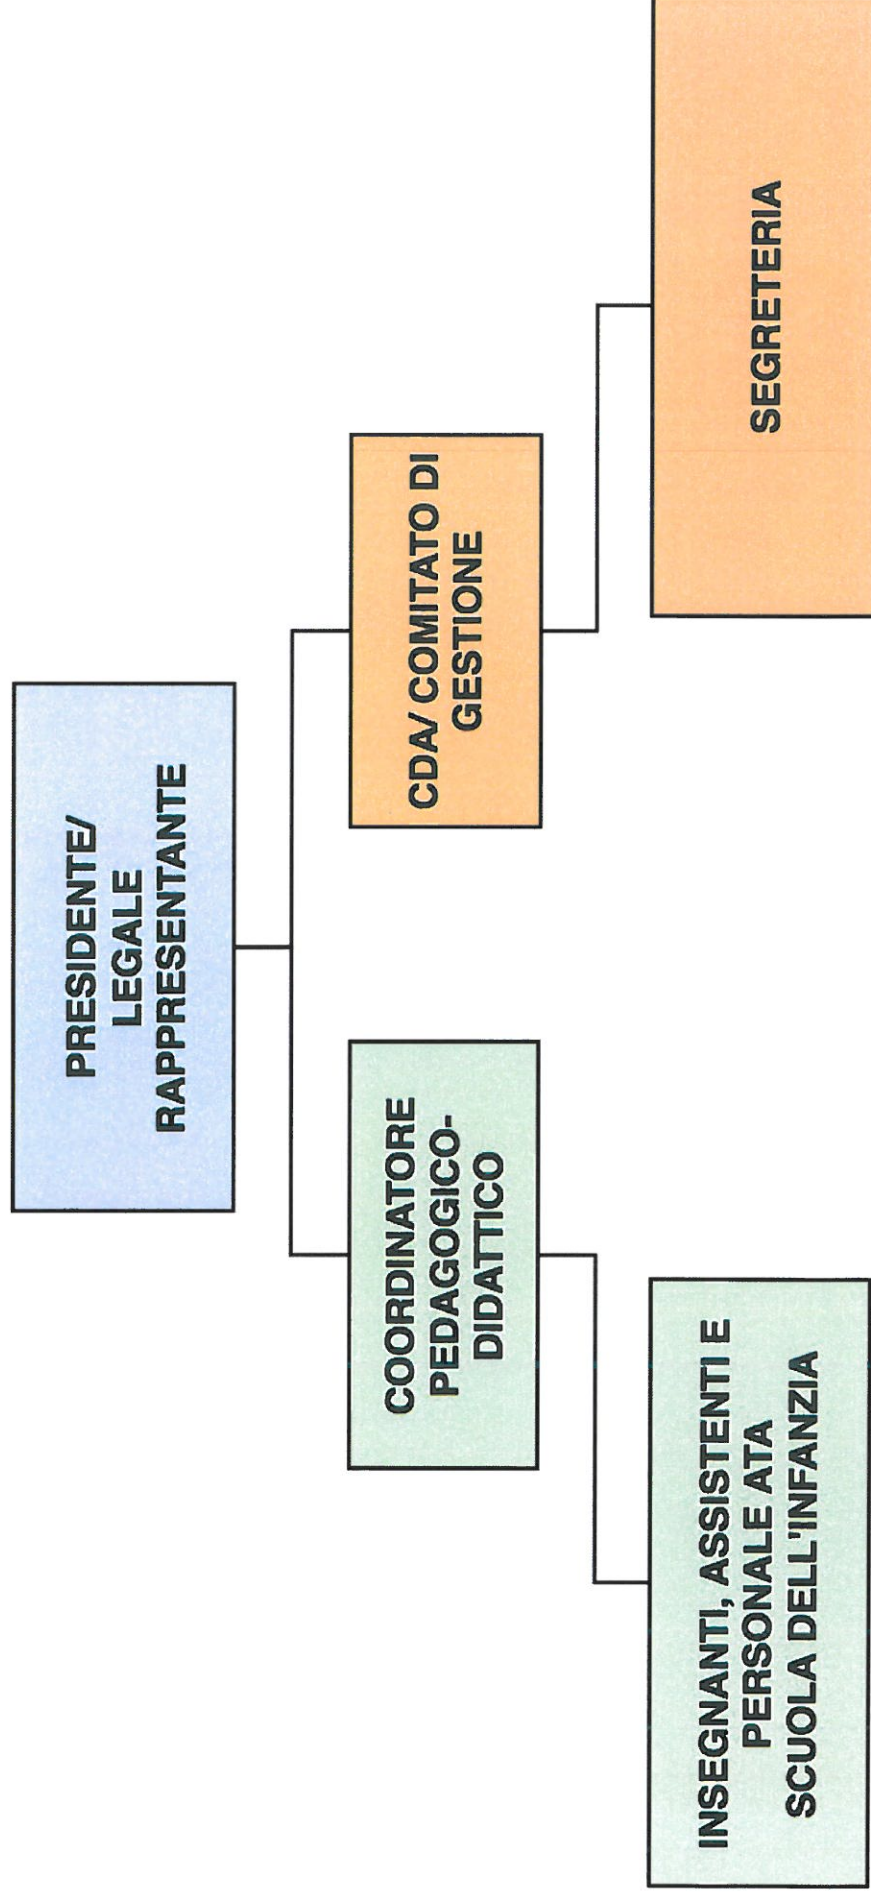 PRESIDENTE/
LEGALE
RAPPRESENTANTE
COORDINATORE
PEDAGOGICO-
DIDATTICO
CDA/ COMITATO DI
GESTIONE
INSEGNANTI, ASSISTENTI E
PERSONALE ATA
SCUOLA DELL'INFANZIA
SEGRETERIA